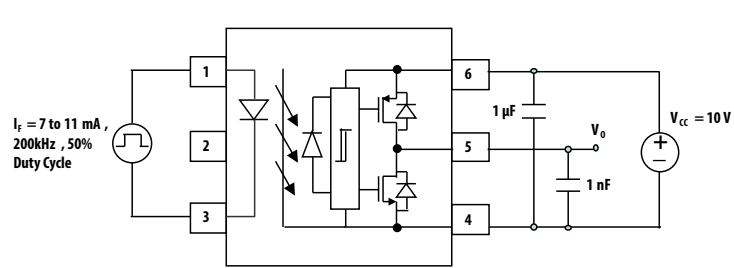 1
2
3
6
5
4
I_F = 7 to 11 mA ,
200kHz , 50%
Duty Cycle
1 µF
V_o
1 nF
V_CC = 10 V
+
–